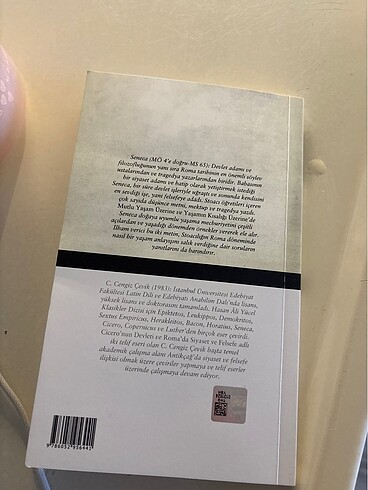 Seneca (MÖ 4'e doğru-MS 65): Devlet adamı ve
filozofluğunun yanı sıra Roma tarihinin en önemli söylev
ustalarından ve tragedya yazarlarından biridir. Babasının
bir siyaset adamı ve hatip olarak yetiştirmek istediği
Seneca, bir süre devlet işleriyle uğraştı ve sonunda kendisini
en sevdiği işe, yani felsefeye adadı. Stoacı öğretileri içeren
çok sayıda düşünce metni, mektup ve tragedya yazdı.
Mutlu Yaşam Üzerine ve Yaşamın Kısalığı Üzerine'de
Seneca doğaya uyumlu yaşama mecburiyetini çeşitli
açılardan ve yaşadığı dönemden örnekler vererek ele alır.
İlham verici bu iki metin, Stoacılığın Roma döneminde
nasıl bir yaşam anlayışını salık verdiğine dair soruların
yanıtlarını da barındırır.
C. Cengiz Çevik (1983): İstanbul Üniversitesi Edebiyat
Fakültesi Latin Dili ve Edebiyatı Anabilim Dalı'nda lisans,
yüksek lisans ve doktorasını tamamladı. Hasan Âli Yücel
Klasikler Dizisi için Epiktetos, Leukippos, Demokritos,
Sextus Empiricus, Herakleitos, Bacon, Horatius, Seneca,
Cicero, Copernicus ve Luther'den birçok eser çevirdi.
Cicero'nun Devleti ve Roma'da Siyaset ve Felsefe adlı
iki telif eseri olan C. Cengiz Çevik başta temel
akademik çalışma alanı Antikçağ'da siyaset ve felsefe
ilişkisi olmak üzere çeviriler yapmaya ve telif eserler
üzerinde çalışmaya devam ediyor.
9 786052 956441